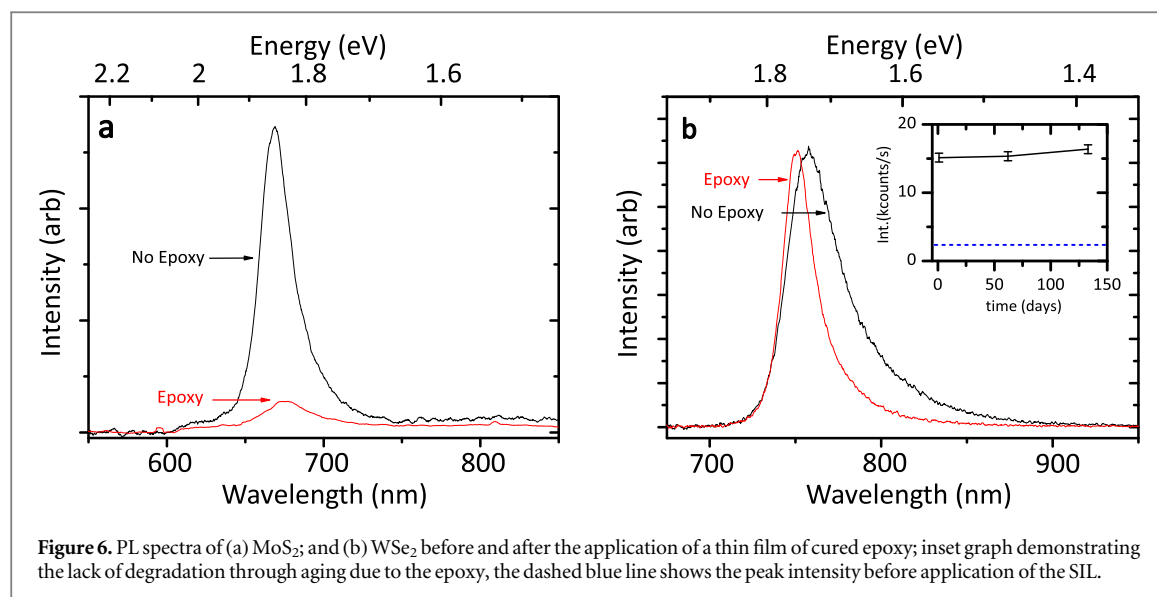 Energy (eV)
2.2 2 1.8 1.6
a
No Epoxy
Epoxy
Intensity (arb)
600 700 800
Wavelength (nm)
Energy (eV)
1.8 1.6 1.4
b
Epoxy
No Epoxy
Intensity (arb)
20
15
10
5
0
Int.(kcounts/s)
0 50 100 150
time (days)
700 800 900
Wavelength (nm)
Figure 6. PL spectra of (a) MoS₂; and (b) WSe₂ before and after the application of a thin film of cured epoxy; inset graph demonstrating
the lack of degradation through aging due to the epoxy, the dashed blue line shows the peak intensity before application of the SIL.